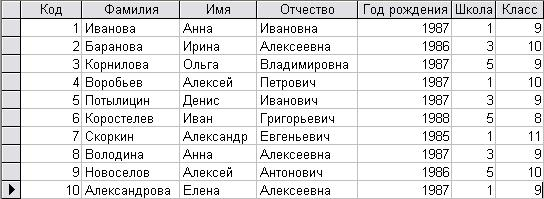 Код Фамилия Имя Отчество Год рождения Школа Класс
1 Иванова Анна Ивановна 1987 1 9
2 Баранова Ирина Алексеевна 1986 3 10
3 Корнилова Ольга Владимировна 1987 5 9
4 Воробьев Алексей Петрович 1987 1 10
5 Потылицин Денис Иванович 1987 3 9
6 Коростелев Иван Григорьевич 1988 5 8
7 Скоркин Александр Евгеньевич 1985 1 11
8 Володина Анна Алексеевна 1987 3 9
9 Новоселов Алексей Антонович 1986 5 10
10 Александрова Елена Алексеевна 1987 1 9